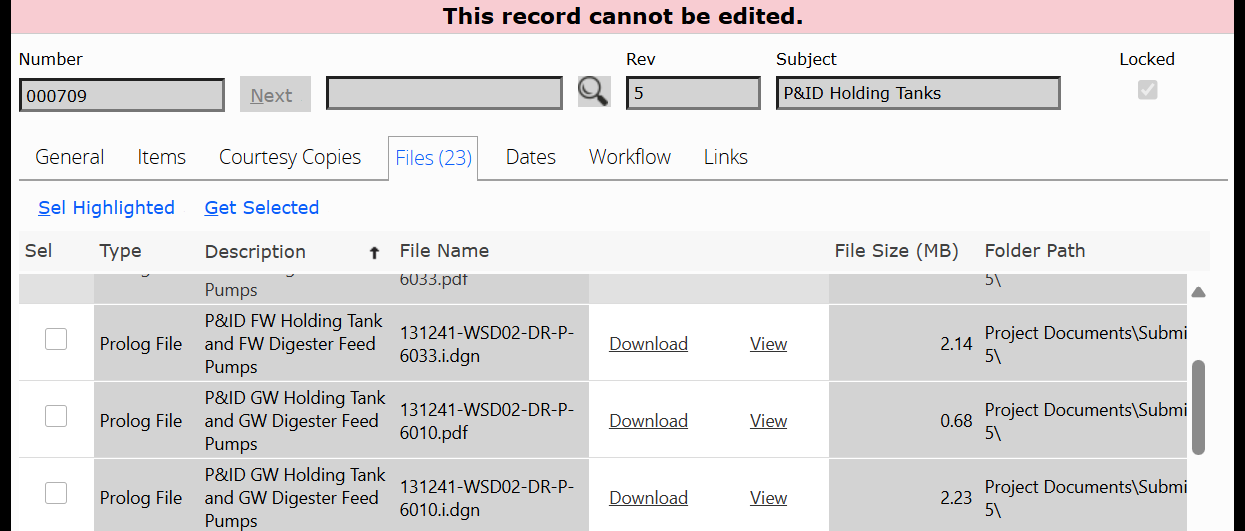 This record cannot be edited.
Number Rev Subject Locked
000709 Next 5 P&ID Holding Tanks
General Items Courtesy Copies Files (23) Dates Workflow Links
Sel Highlighted Get Selected
Sel Type Description File Name File Size (MB) Folder Path
Pumps 6033.pdf 5\
P&ID FW Holding Tank
and FW Digester Feed
Pumps
Prolog File
131241-WSD02-DR-P-
6033.i.dgn
Download View 2.14
Project Documents\Submi
5\
P&ID GW Holding Tank
and GW Digester Feed
Pumps
Prolog File
131241-WSD02-DR-P-
6010.pdf
Download View 0.68
Project Documents\Submi
5\
P&ID GW Holding Tank
and GW Digester Feed
Pumps
Prolog File
131241-WSD02-DR-P-
6010.i.dgn
Download View 2.23
Project Documents\Submi
5\